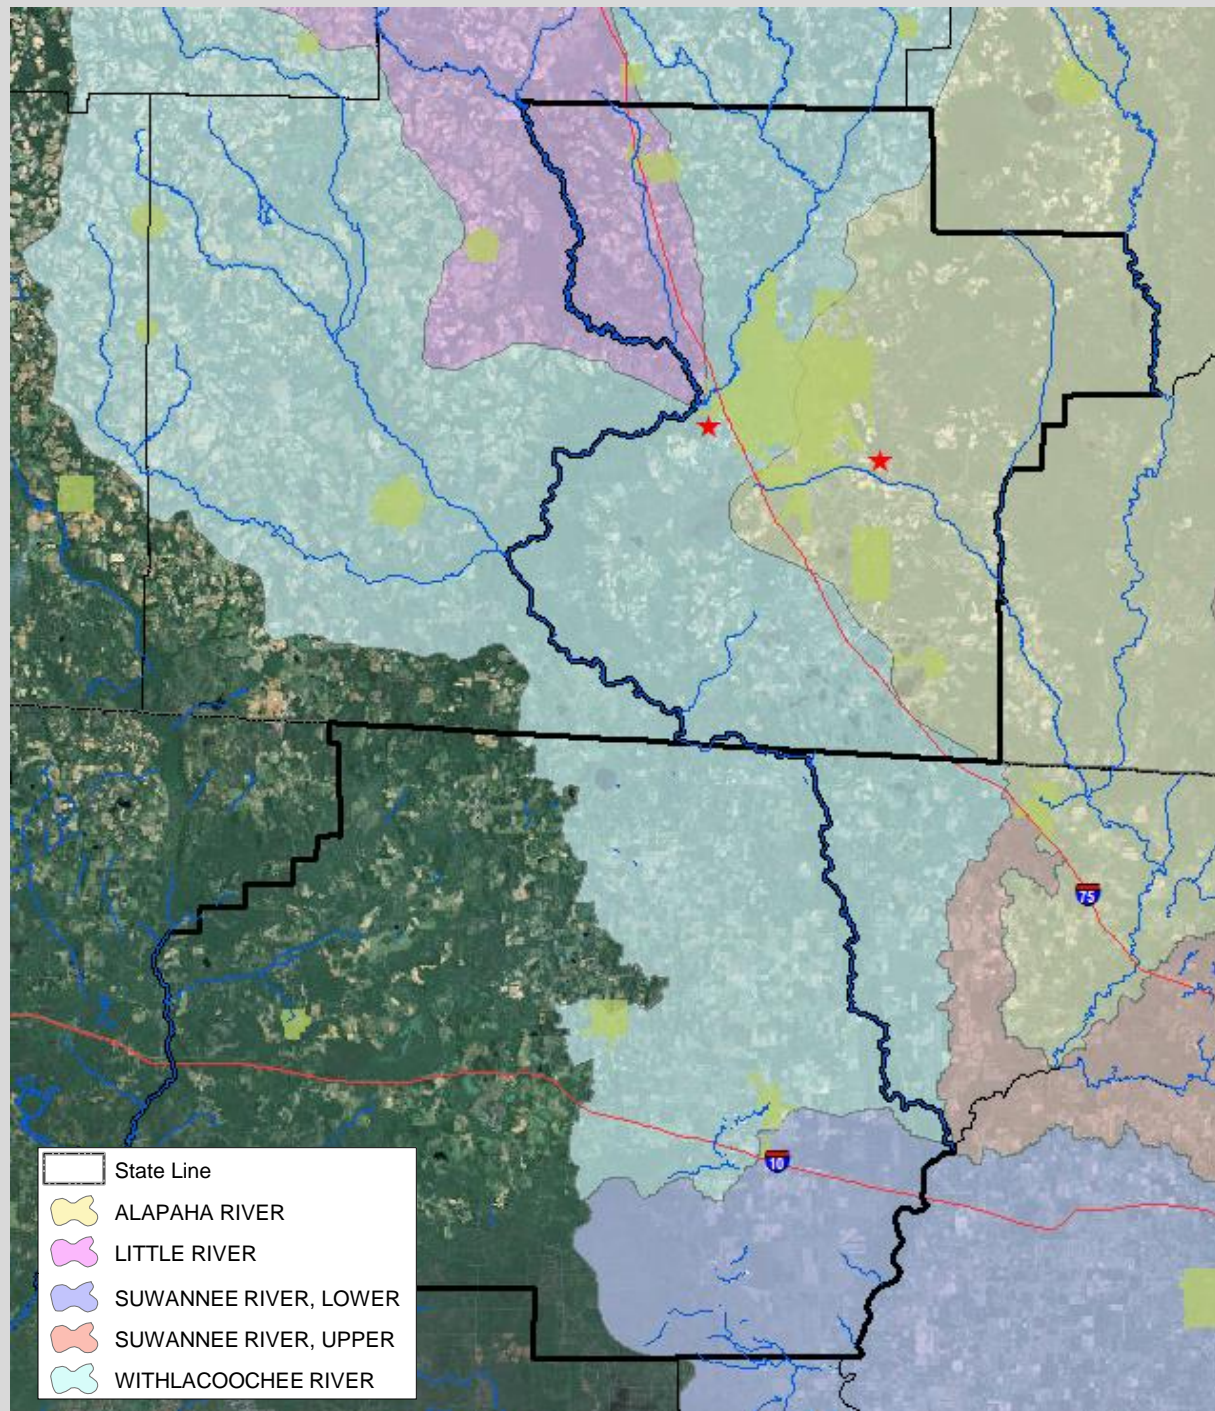 75
10
State Line
ALAPAHA RIVER
LITTLE RIVER
SUWANNEE RIVER, LOWER
SUWANNEE RIVER, UPPER
WITHLACOOCHEE RIVER